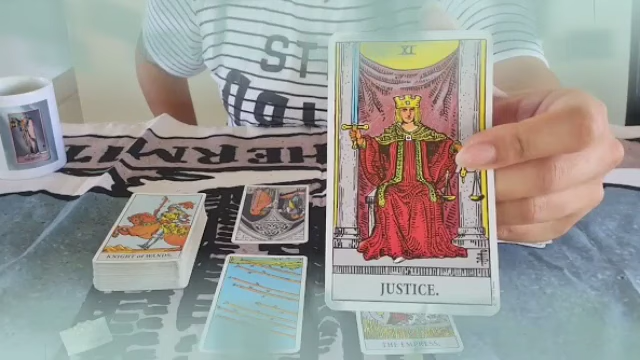 ST
HERMIT
XI
JUSTICE.
KNIGHT of WANDS.
THE EMPRESS.